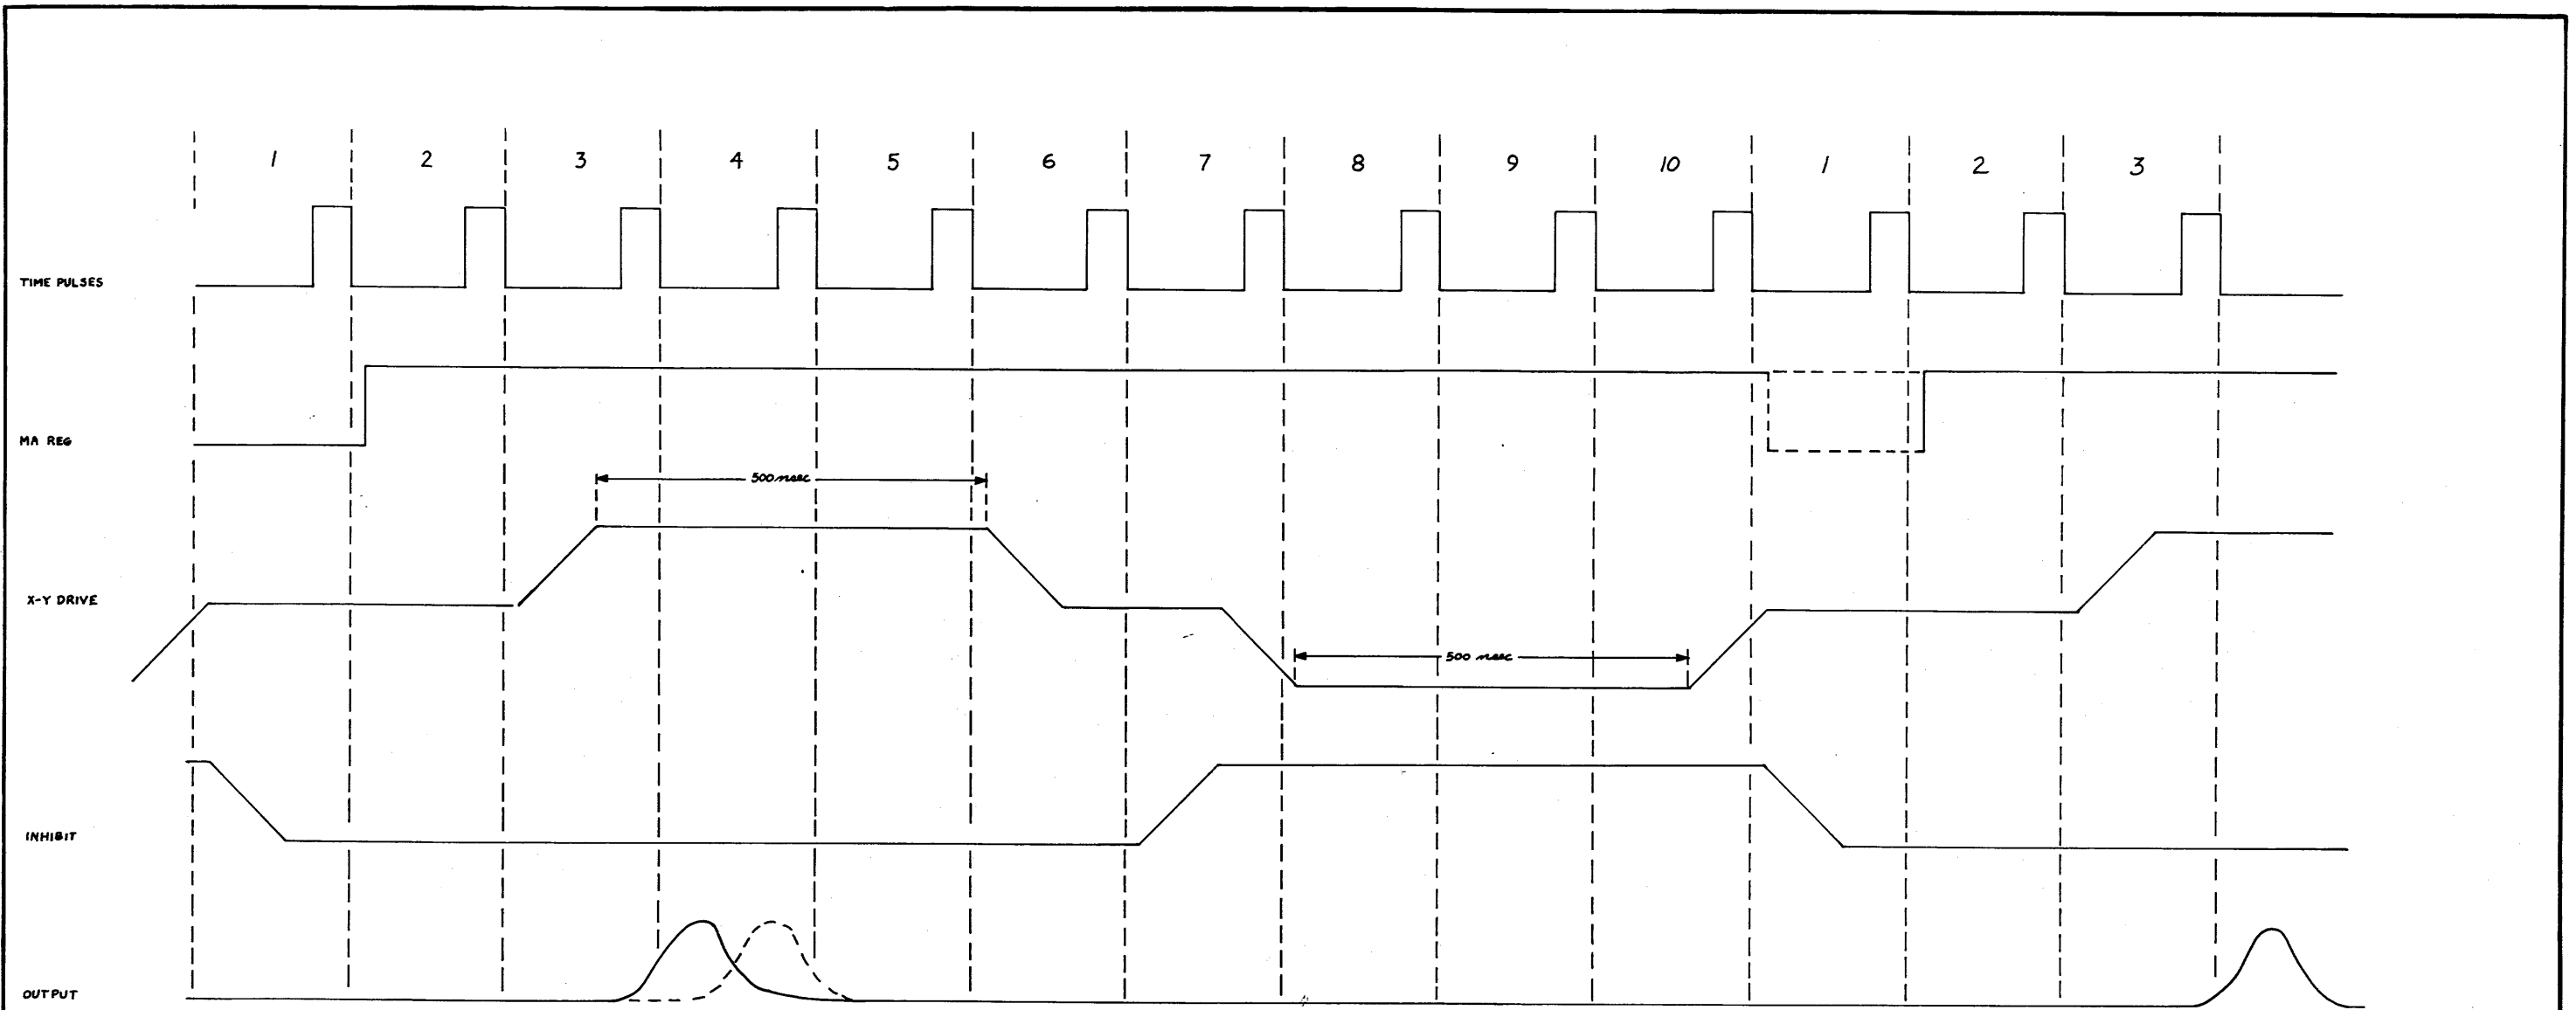 1 2 3 4 5 6 7 8 9 10 1 2 3
TIME PULSES
MA REG
500 nsec
X-Y DRIVE
500 nsec
INHIBIT
OUTPUT